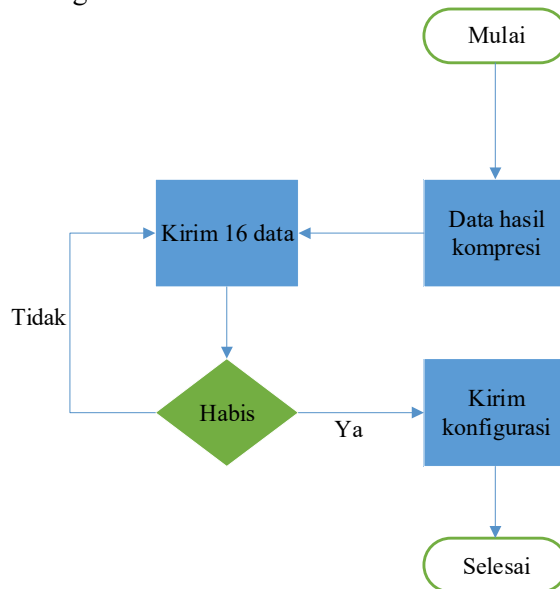 Mulai
Data hasil
kompresi
Kirim 16 data
Tidak
Habis
Ya
Kirim
konfigurasi
Selesai